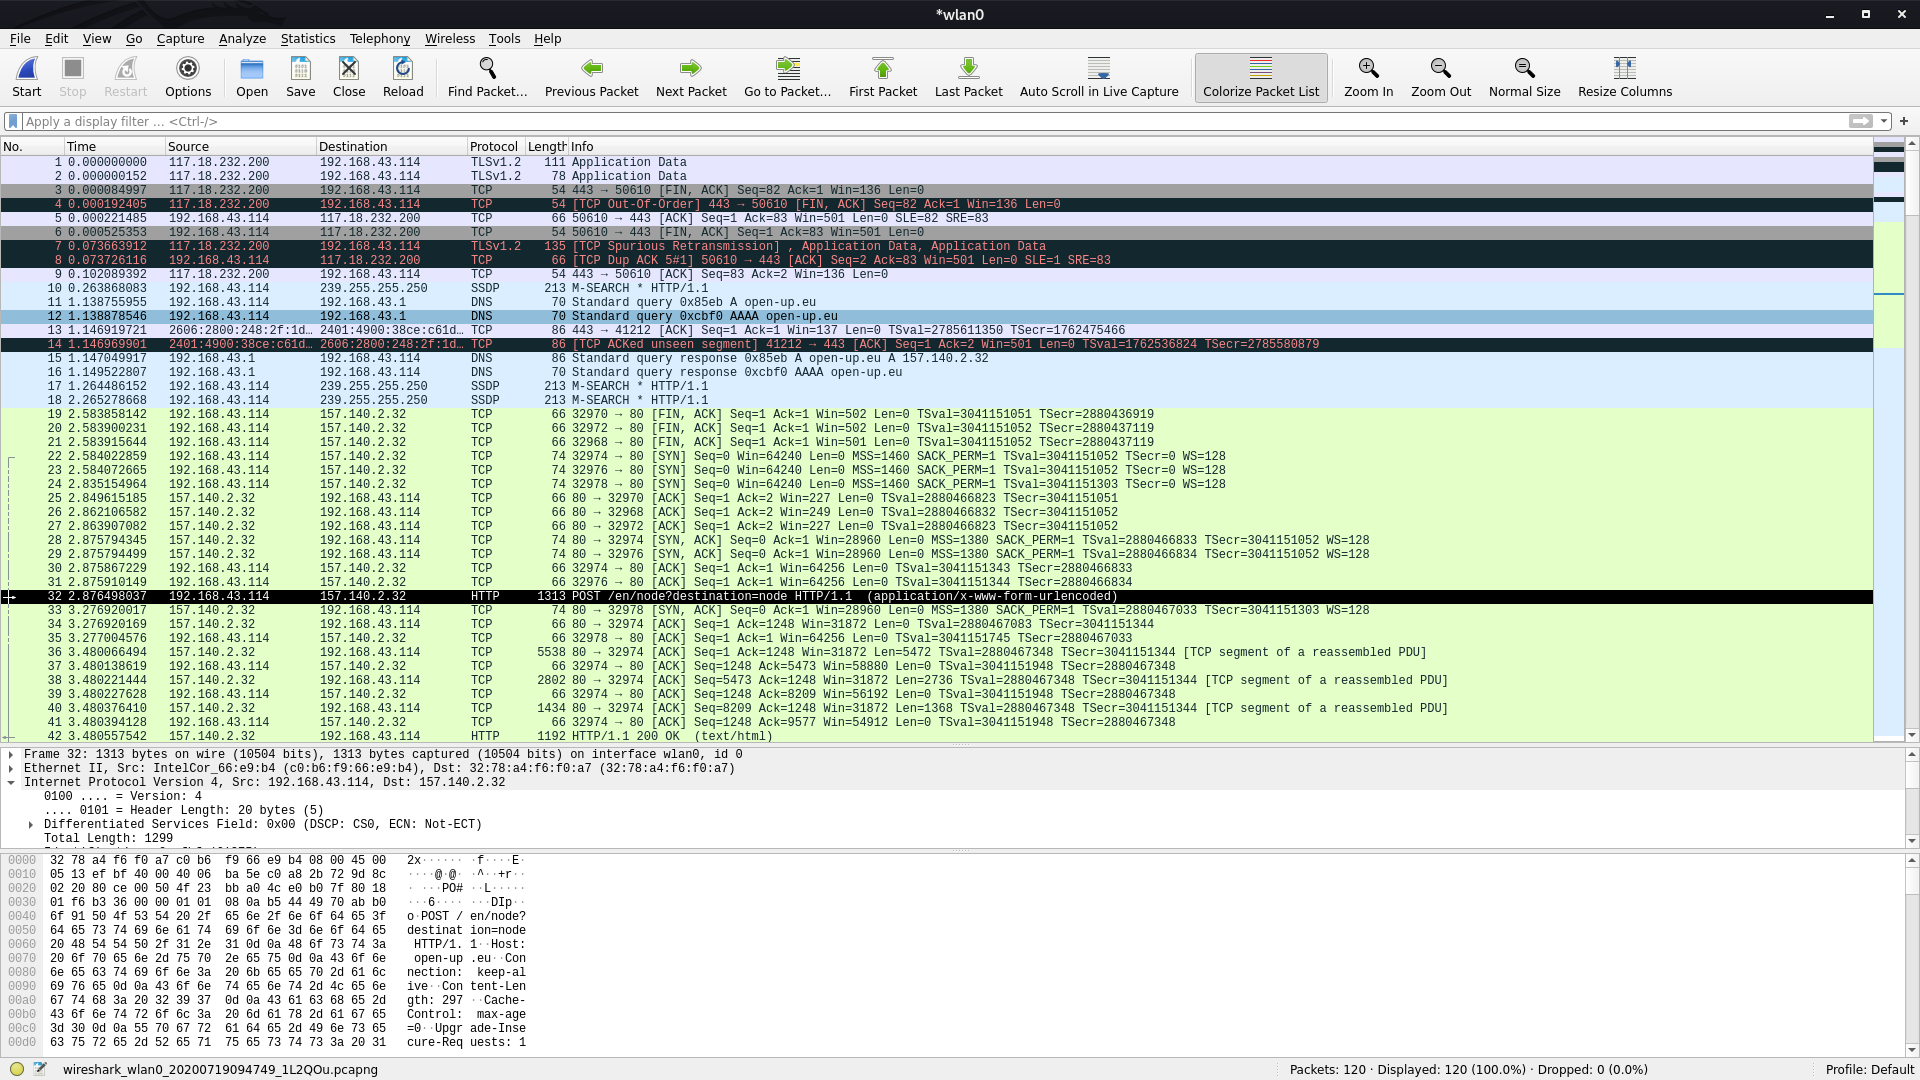 *wlan0
File Edit View Go Capture Analyze Statistics Telephony Wireless Tools Help
Start Stop Restart Options Open Save Close Reload Find Packet... Previous Packet Next Packet Go to Packet... First Packet Last Packet Auto Scroll in Live Capture Colorize Packet List Zoom In Zoom Out Normal Size Resize Columns
Apply a display filter ... <Ctrl-/>
No. Time Source Destination Protocol Length Info
1 0.000000000 117.18.232.200 192.168.43.114 TLSv1.2 111 Application Data
2 0.000000152 117.18.232.200 192.168.43.114 TLSv1.2 78 Application Data
3 0.000084997 117.18.232.200 192.168.43.114 TCP 54 443 → 50610 [FIN, ACK] Seq=82 Ack=1 Win=136 Len=0
4 0.000192405 117.18.232.200 192.168.43.114 TCP 54 [TCP Out-Of-Order] 443 → 50610 [FIN, ACK] Seq=82 Ack=1 Win=136 Len=0
5 0.000221485 192.168.43.114 117.18.232.200 TCP 66 50610 → 443 [ACK] Seq=1 Ack=83 Win=501 Len=0 SLE=82 SRE=83
6 0.000525353 192.168.43.114 117.18.232.200 TCP 54 50610 → 443 [FIN, ACK] Seq=1 Ack=83 Win=501 Len=0
7 0.073663912 117.18.232.200 192.168.43.114 TLSv1.2 135 [TCP Spurious Retransmission] , Application Data, Application Data
8 0.073726116 192.168.43.114 117.18.232.200 TCP 66 [TCP Dup ACK 5#1] 50610 → 443 [ACK] Seq=2 Ack=83 Win=501 Len=0 SLE=1 SRE=83
9 0.102089392 117.18.232.200 192.168.43.114 TCP 54 443 → 50610 [ACK] Seq=83 Ack=2 Win=136 Len=0
10 0.263868083 192.168.43.114 239.255.255.250 SSDP 213 M-SEARCH * HTTP/1.1
11 1.138755955 192.168.43.114 192.168.43.1 DNS 70 Standard query 0x85eb A open-up.eu
12 1.138878546 192.168.43.114 192.168.43.1 DNS 70 Standard query 0xcbf0 AAAA open-up.eu
13 1.146919721 2606:2800:248:2f:1d… 2401:4900:38ce:c61d… TCP 86 443 → 41212 [ACK] Seq=1 Ack=1 Win=137 Len=0 TSval=2785611350 TSecr=1762475466
14 1.146969901 2401:4900:38ce:c61d… 2606:2800:248:2f:1d… TCP 86 [TCP ACKed unseen segment] 41212 → 443 [ACK] Seq=1 Ack=2 Win=501 Len=0 TSval=1762536824 TSecr=2785580879
15 1.147049917 192.168.43.1 192.168.43.114 DNS 86 Standard query response 0x85eb A open-up.eu A 157.140.2.32
16 1.149522807 192.168.43.1 192.168.43.114 DNS 70 Standard query response 0xcbf0 AAAA open-up.eu
17 1.264486152 192.168.43.114 239.255.255.250 SSDP 213 M-SEARCH * HTTP/1.1
18 2.265278668 192.168.43.114 239.255.255.250 SSDP 213 M-SEARCH * HTTP/1.1
19 2.583858142 192.168.43.114 157.140.2.32 TCP 66 32970 → 80 [FIN, ACK] Seq=1 Ack=1 Win=502 Len=0 TSval=3041151051 TSecr=2880436919
20 2.583900231 192.168.43.114 157.140.2.32 TCP 66 32972 → 80 [FIN, ACK] Seq=1 Ack=1 Win=502 Len=0 TSval=3041151052 TSecr=2880437119
21 2.583915644 192.168.43.114 157.140.2.32 TCP 66 32968 → 80 [FIN, ACK] Seq=1 Ack=1 Win=501 Len=0 TSval=3041151052 TSecr=2880437119
22 2.584022859 192.168.43.114 157.140.2.32 TCP 74 32974 → 80 [SYN] Seq=0 Win=64240 Len=0 MSS=1460 SACK_PERM=1 TSval=3041151052 TSecr=0 WS=128
23 2.584072665 192.168.43.114 157.140.2.32 TCP 74 32976 → 80 [SYN] Seq=0 Win=64240 Len=0 MSS=1460 SACK_PERM=1 TSval=3041151052 TSecr=0 WS=128
24 2.835154964 192.168.43.114 157.140.2.32 TCP 74 32978 → 80 [SYN] Seq=0 Win=64240 Len=0 MSS=1460 SACK_PERM=1 TSval=3041151303 TSecr=0 WS=128
25 2.849615185 157.140.2.32 192.168.43.114 TCP 66 80 → 32970 [ACK] Seq=1 Ack=2 Win=227 Len=0 TSval=2880466823 TSecr=3041151051
26 2.862106582 157.140.2.32 192.168.43.114 TCP 66 80 → 32968 [ACK] Seq=1 Ack=2 Win=249 Len=0 TSval=2880466832 TSecr=3041151052
27 2.863907082 157.140.2.32 192.168.43.114 TCP 66 80 → 32972 [ACK] Seq=1 Ack=2 Win=227 Len=0 TSval=2880466823 TSecr=3041151052
28 2.875794345 157.140.2.32 192.168.43.114 TCP 74 80 → 32974 [SYN, ACK] Seq=0 Ack=1 Win=28960 Len=0 MSS=1380 SACK_PERM=1 TSval=2880466833 TSecr=3041151052 WS=128
29 2.875794499 157.140.2.32 192.168.43.114 TCP 74 80 → 32976 [SYN, ACK] Seq=0 Ack=1 Win=28960 Len=0 MSS=1380 SACK_PERM=1 TSval=2880466834 TSecr=3041151052 WS=128
30 2.875867229 192.168.43.114 157.140.2.32 TCP 66 32974 → 80 [ACK] Seq=1 Ack=1 Win=64256 Len=0 TSval=3041151343 TSecr=2880466833
31 2.875910149 192.168.43.114 157.140.2.32 TCP 66 32976 → 80 [ACK] Seq=1 Ack=1 Win=64256 Len=0 TSval=3041151343 TSecr=2880466834
32 2.876498037 192.168.43.114 157.140.2.32 HTTP 1313 POST /en/node?destination=node HTTP/1.1  (application/x-www-form-urlencoded)
33 3.276920017 157.140.2.32 192.168.43.114 TCP 74 80 → 32978 [SYN, ACK] Seq=0 Ack=1 Win=28960 Len=0 MSS=1380 SACK_PERM=1 TSval=2880467033 TSecr=3041151303 WS=128
34 3.276920169 157.140.2.32 192.168.43.114 TCP 66 80 → 32974 [ACK] Seq=1 Ack=1248 Win=31872 Len=0 TSval=2880467083 TSecr=3041151344
35 3.277004576 192.168.43.114 157.140.2.32 TCP 66 32978 → 80 [ACK] Seq=1 Ack=1 Win=64256 Len=0 TSval=3041151745 TSecr=2880467033
36 3.480066494 157.140.2.32 192.168.43.114 TCP 5538 80 → 32974 [ACK] Seq=1 Ack=1248 Win=31872 Len=5472 TSval=2880467348 TSecr=3041151344 [TCP segment of a reassembled PDU]
37 3.480138619 192.168.43.114 157.140.2.32 TCP 66 32974 → 80 [ACK] Seq=1248 Ack=5473 Win=58880 Len=0 TSval=3041151948 TSecr=2880467348
38 3.480221444 157.140.2.32 192.168.43.114 TCP 2802 80 → 32974 [ACK] Seq=5473 Ack=1248 Win=31872 Len=2736 TSval=2880467348 TSecr=3041151344 [TCP segment of a reassembled PDU]
39 3.480227628 192.168.43.114 157.140.2.32 TCP 66 32974 → 80 [ACK] Seq=1248 Ack=8209 Win=56192 Len=0 TSval=3041151948 TSecr=2880467348
40 3.480376410 157.140.2.32 192.168.43.114 TCP 1434 80 → 32974 [ACK] Seq=8209 Ack=1248 Win=31872 Len=1368 TSval=2880467348 TSecr=3041151344 [TCP segment of a reassembled PDU]
41 3.480394128 192.168.43.114 157.140.2.32 TCP 66 32974 → 80 [ACK] Seq=1248 Ack=9577 Win=54912 Len=0 TSval=3041151948 TSecr=2880467348
42 3.480557542 157.140.2.32 192.168.43.114 HTTP 1192 HTTP/1.1 200 OK  (text/html)
Frame 32: 1313 bytes on wire (10504 bits), 1313 bytes captured (10504 bits) on interface wlan0, id 0
Ethernet II, Src: IntelCor_66:e9:b4 (c0:b6:f9:66:e9:b4), Dst: 32:78:a4:f6:f0:a7 (32:78:a4:f6:f0:a7)
Internet Protocol Version 4, Src: 192.168.43.114, Dst: 157.140.2.32
0100 .... = Version: 4
.... 0101 = Header Length: 20 bytes (5)
Differentiated Services Field: 0x00 (DSCP: CS0, ECN: Not-ECT)
Total Length: 1299
0000 32 78 a4 f6 f0 a7 c0 b6 f9 66 e9 b4 08 00 45 00 2x······ ·f····E·
0010 05 13 ef bf 40 00 40 06 ba 5e c0 a8 2b 72 9d 8c ····@·@· ·^··+r··
0020 02 20 80 ce 00 50 4f 23 bb a0 4c e0 b0 7f 80 18 · ···PO# ··L·····
0030 01 f6 b3 36 00 00 01 01 08 0a b5 44 49 70 ab b0 ···6···· ···DIp··
0040 6f 91 50 4f 53 54 20 2f 65 6e 2f 6e 6f 64 65 3f o·POST / en/node?
0050 64 65 73 74 69 6e 61 74 69 6f 6e 3d 6e 6f 64 65 destinat ion=node
0060 20 48 54 54 50 2f 31 2e 31 0d 0a 48 6f 73 74 3a HTTP/1. 1··Host:
0070 20 6f 70 65 6e 2d 75 70 2e 65 75 0d 0a 43 6f 6e open-up .eu··Con
0080 6e 65 63 74 69 6f 6e 3a 20 6b 65 65 70 2d 61 6c nection: keep-al
0090 69 76 65 0d 0a 43 6f 6e 74 65 6e 74 2d 4c 65 6e ive··Con tent-Len
00a0 67 74 68 3a 20 32 39 37 0d 0a 43 61 63 68 65 2d gth: 297 ··Cache-
00b0 43 6f 6e 74 72 6f 6c 3a 20 6d 61 78 2d 61 67 65 Control: max-age
00c0 3d 30 0d 0a 55 70 67 72 61 64 65 2d 49 6e 73 65 =0··Upgr ade-Inse
00d0 63 75 72 65 2d 52 65 71 75 65 73 74 73 3a 20 31 cure-Req uests: 1
wireshark_wlan0_20200719094749_1L2QOu.pcapng Packets: 120 · Displayed: 120 (100.0%) · Dropped: 0 (0.0%) Profile: Default